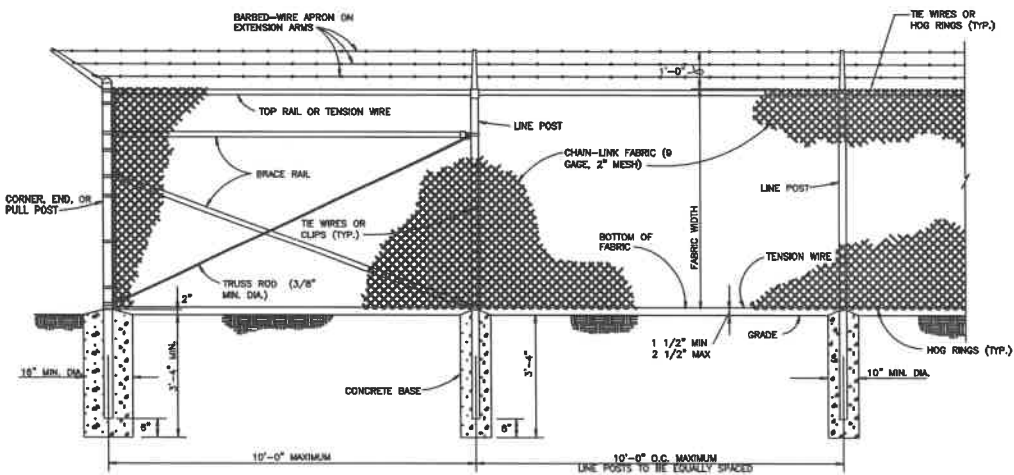 BARBED-WIRE APRON ON
EXTENSION ARMS
TIE WIRES OR
HOG RINGS (TYP.)
1'-0"
TOP RAIL OR TENSION WIRE
LINE POST
CHAIN-LINK FABRIC (9
GAGE, 2" MESH)
BRACE RAIL
LINE POST
CORNER, END, OR
PULL POST
TIE WIRES OR
CLIPS (TYP.)
FABRIC WIDTH
BOTTOM OF
FABRIC
TENSION WIRE
TRUSS ROD (3/8"
MIN. DIA.)
2"
GRADE
1 1/2" MIN
2 1/2" MAX
HOG RINGS (TYP.)
3'-4" MIN.
3'-4"
MIN. DIA.
10" MIN. DIA.
CONCRETE BASE
6"
6"
10'-0" MAXIMUM
10'-0" O.C. MAXIMUM
LINE POSTS TO BE EQUALLY SPACED